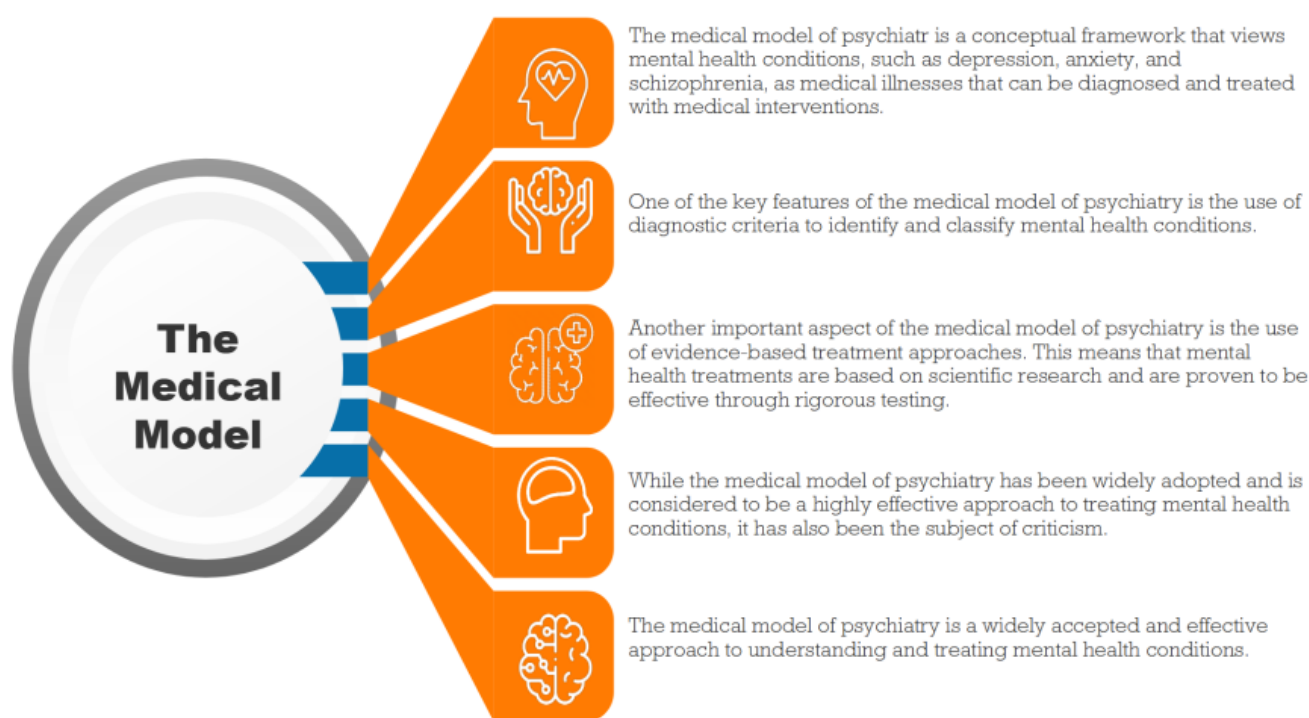 The
Medical
Model
The medical model of psychiatr is a conceptual framework that views
mental health conditions, such as depression, anxiety, and
schizophrenia, as medical illnesses that can be diagnosed and treated
with medical interventions.
One of the key features of the medical model of psychiatry is the use of
diagnostic criteria to identify and classify mental health conditions.
Another important aspect of the medical model of psychiatry is the use
of evidence-based treatment approaches. This means that mental
health treatments are based on scientific research and are proven to be
effective through rigorous testing.
While the medical model of psychiatry has been widely adopted and is
considered to be a highly effective approach to treating mental health
conditions, it has also been the subject of criticism.
The medical model of psychiatry is a widely accepted and effective
approach to understanding and treating mental health conditions.